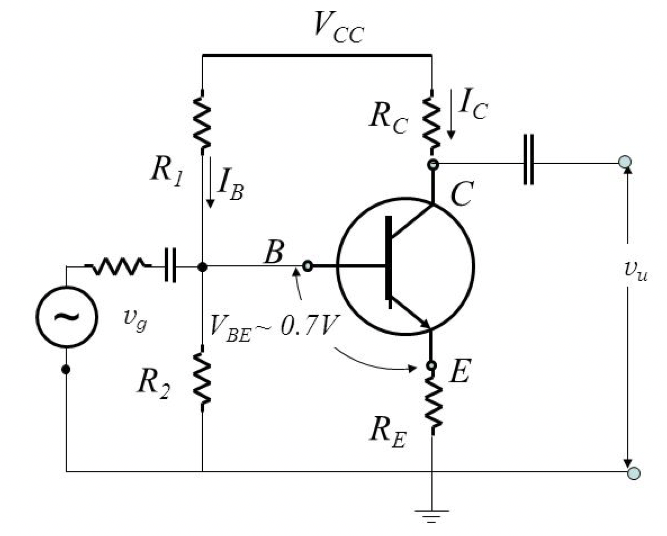 V_CC
R_C
I_C
R_1
I_B
C
B
v_g
V_BE ~ 0.7V
v_u
R_2
E
R_E
~